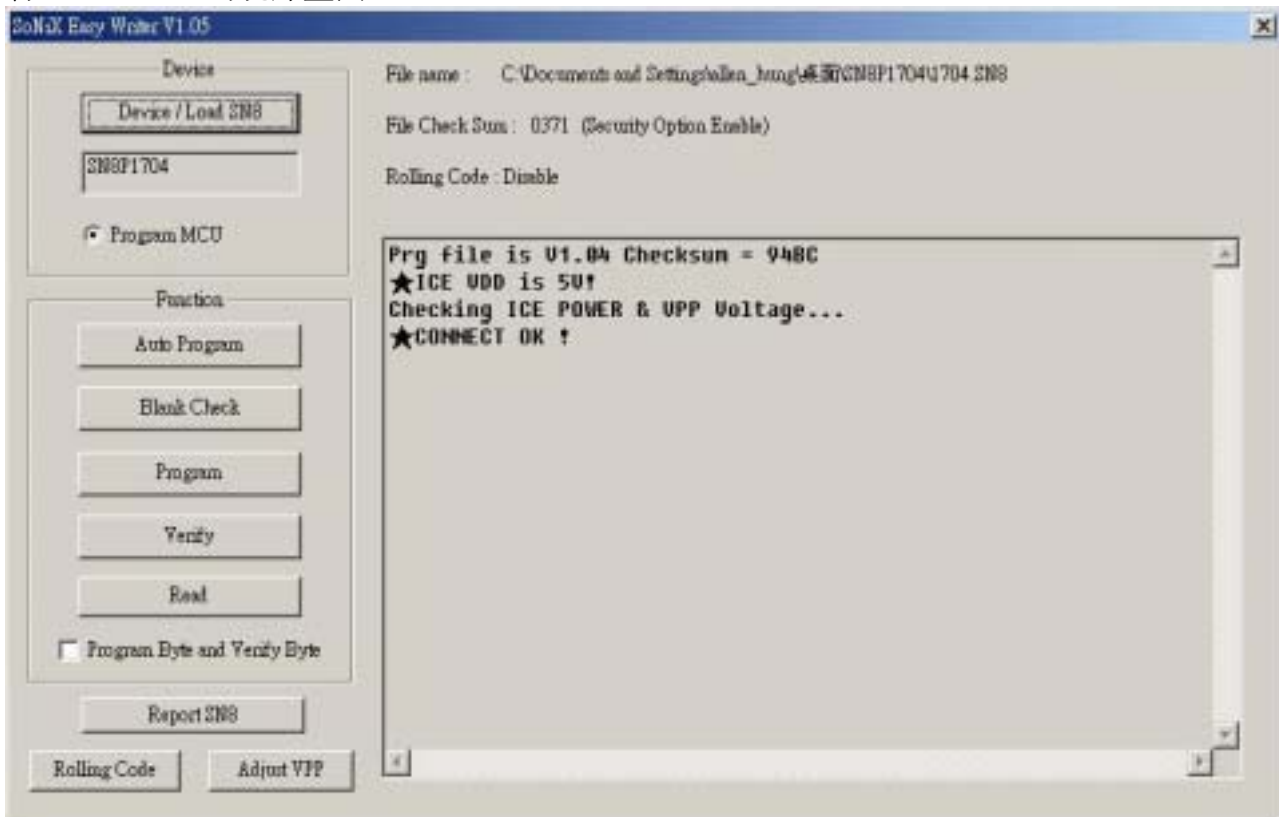 SoNiX Easy Writer V1.05
Device
Device / Load SN8
SN8P1704
Program MCU
Function
Auto Program
Blank Check
Program
Verify
Read
Program Byte and Verify Byte
Report SN8
Rolling Code
Adjust VPP
File name : C:\Documents and Settings\allen_hung\桌面\SN8P1704\1704.SN8
File Check Sum : 0371 (Security Option Enable)
Rolling Code : Disable
Prg file is V1.04 Checksum = 94BC
★ICE VDD is 5V!
Checking ICE POWER & VPP Voltage...
★CONNECT OK !